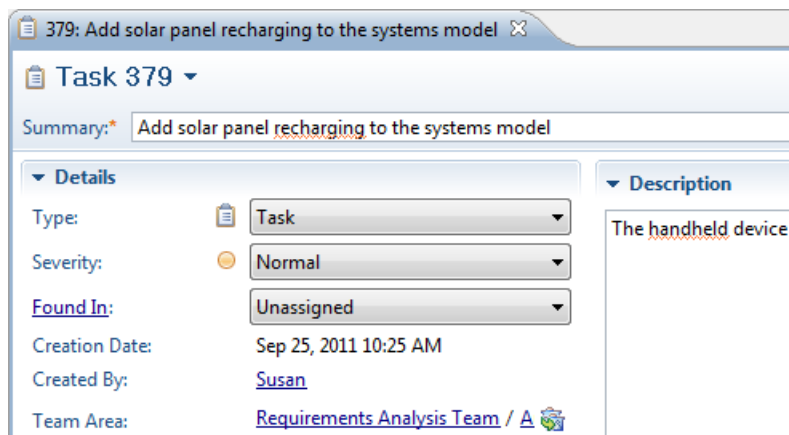 379: Add solar panel recharging to the systems model
Task 379
Summary:* Add solar panel recharging to the systems model
Details
Type: Task
Severity: Normal
Found In: Unassigned
Creation Date: Sep 25, 2011 10:25 AM
Created By: Susan
Team Area: Requirements Analysis Team / A
Description
The handheld device